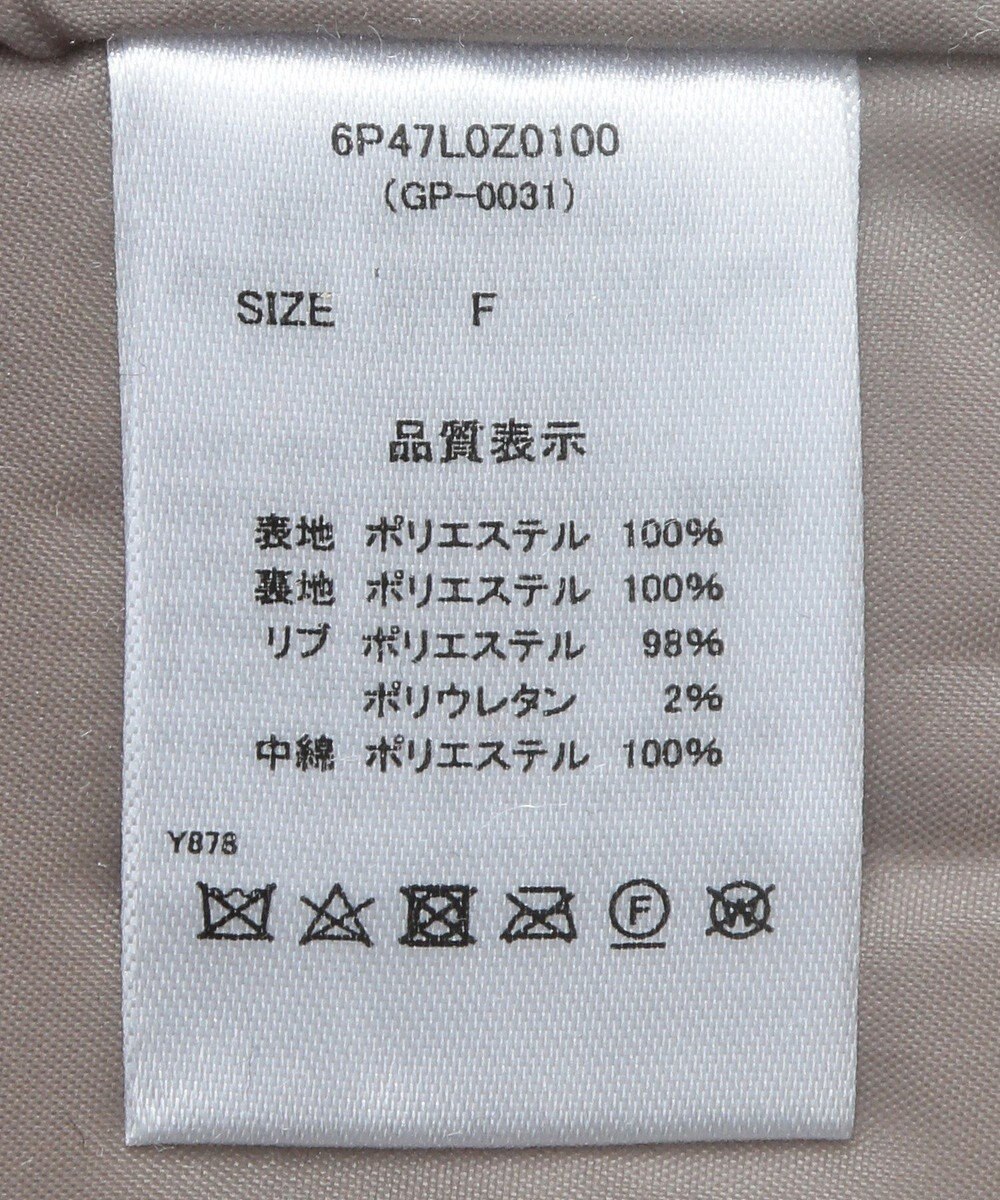 6P47L0Z0100
(GP-0031)
SIZE F
品質表示
表地 ポリエステル 100%
裏地 ポリエステル 100%
リブ ポリエステル 98%
ポリウレタン 2%
中綿 ポリエステル 100%
Y878
F W